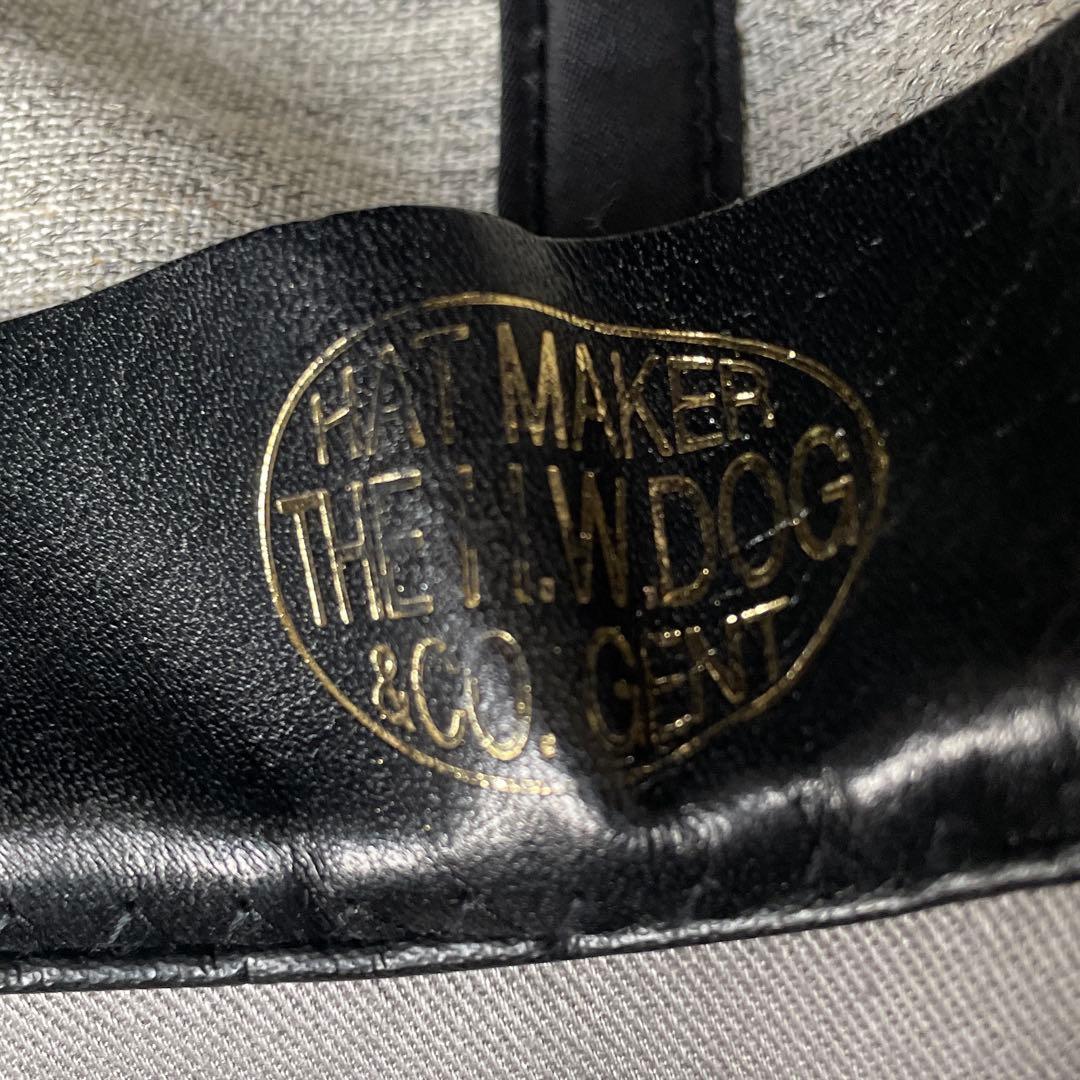 HAT MAKER
THE H.W.DOG
&CO. GENT